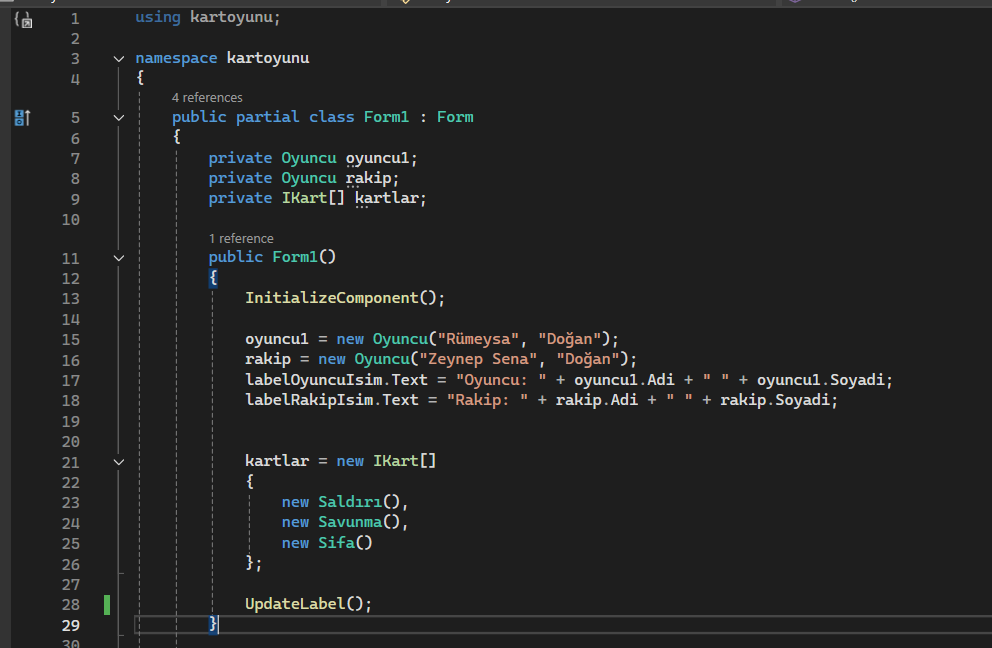 1 using kartoyunu;
2
3 namespace kartoyunu
4 {
4 references
5 public partial class Form1 : Form
6 {
7 private Oyuncu oyuncu1;
8 private Oyuncu rakip;
9 private IKart[] kartlar;
10
1 reference
11 public Form1()
12 {
13 InitializeComponent();
14
15 oyuncu1 = new Oyuncu("Rümeysa", "Doğan");
16 rakip = new Oyuncu("Zeynep Sena", "Doğan");
17 labelOyuncuIsim.Text = "Oyuncu: " + oyuncu1.Adi + " " + oyuncu1.Soyadi;
18 labelRakipIsim.Text = "Rakip: " + rakip.Adi + " " + rakip.Soyadi;
19
20
21 kartlar = new IKart[]
22 {
23 new Saldırı(),
24 new Savunma(),
25 new Sifa()
26 };
27
28 UpdateLabel();
29 }
30